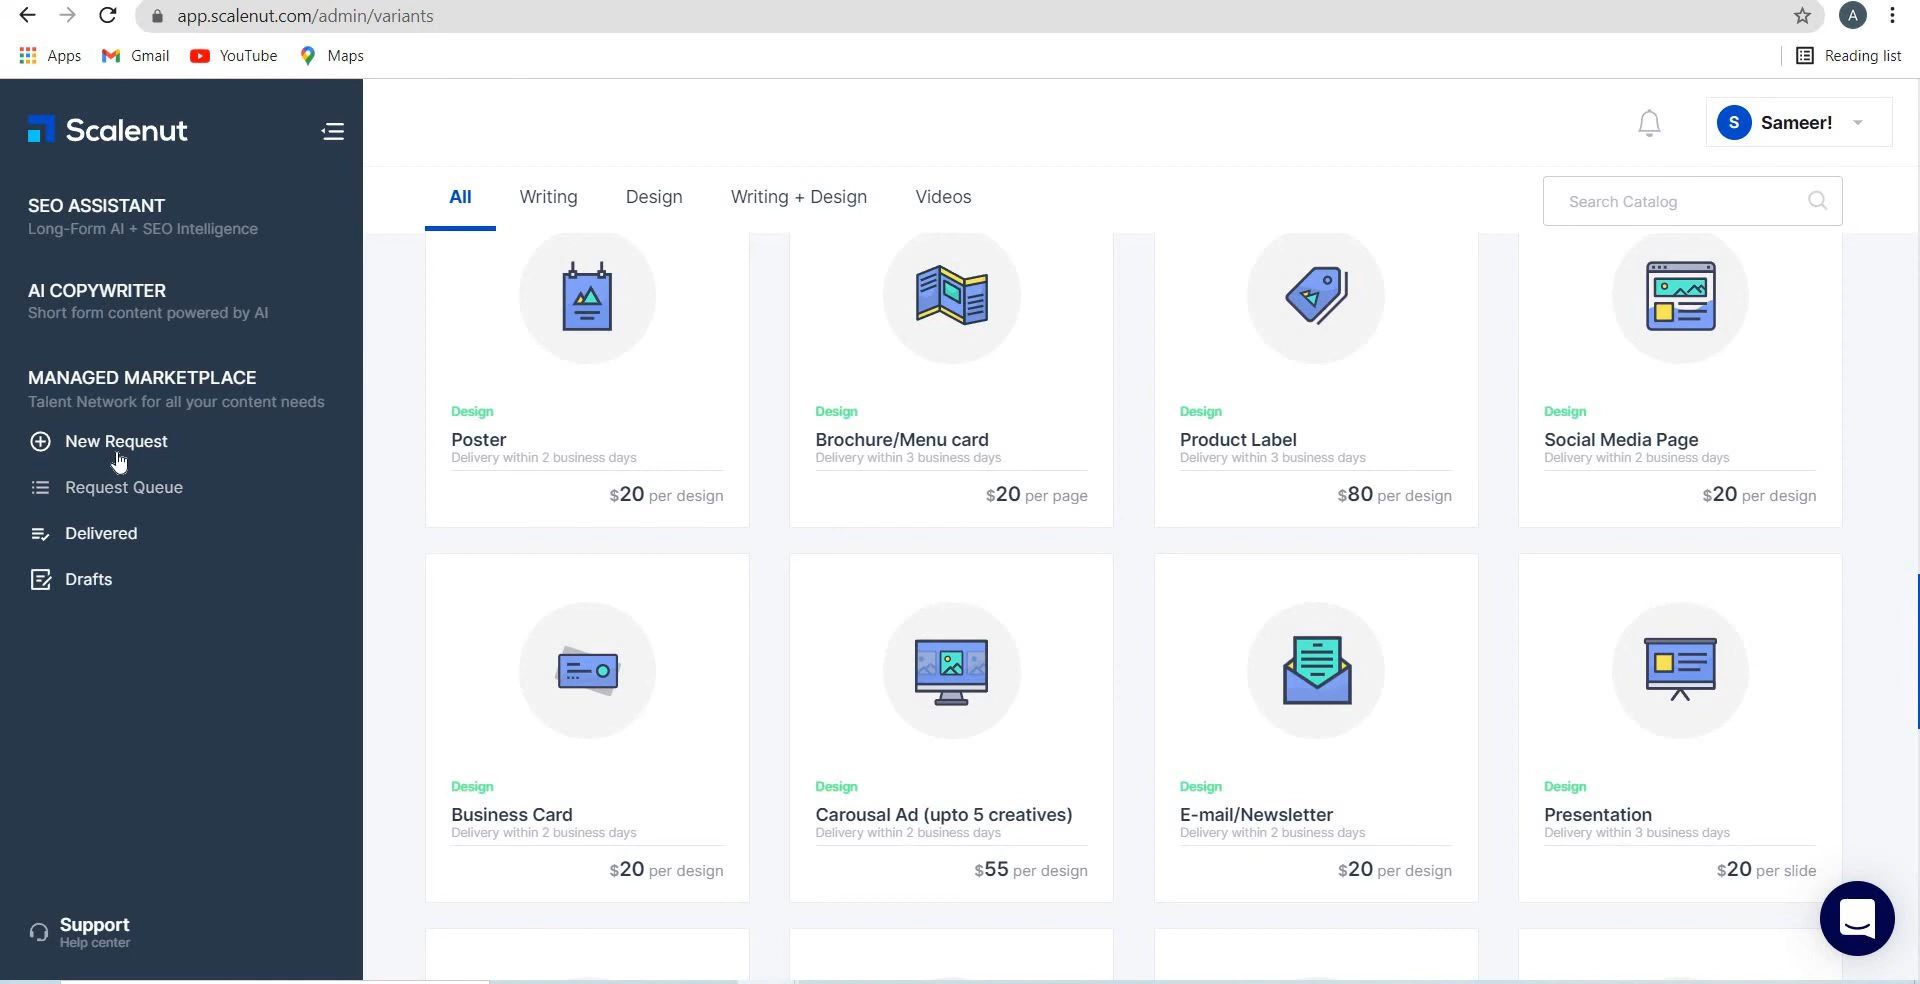 app.scalenut.com/admin/variants
A
Apps
Gmail
YouTube
Maps
Reading list
Scalenut
S
Sameer!
SEO ASSISTANT
Long-Form AI + SEO Intelligence
AI COPYWRITER
Short form content powered by AI
MANAGED MARKETPLACE
Talent Network for all your content needs
New Request
Request Queue
Delivered
Drafts
Support
Help center
All
Writing
Design
Writing + Design
Videos
Search Catalog
Design
Poster
Delivery within 2 business days
$20 per design
Design
Brochure/Menu card
Delivery within 3 business days
$20 per page
Design
Product Label
Delivery within 3 business days
$80 per design
Design
Social Media Page
Delivery within 2 business days
$20 per design
Design
Business Card
Delivery within 2 business days
$20 per design
Design
Carousal Ad (upto 5 creatives)
Delivery within 2 business days
$55 per design
Design
E-mail/Newsletter
Delivery within 2 business days
$20 per design
Design
Presentation
Delivery within 3 business days
$20 per slide